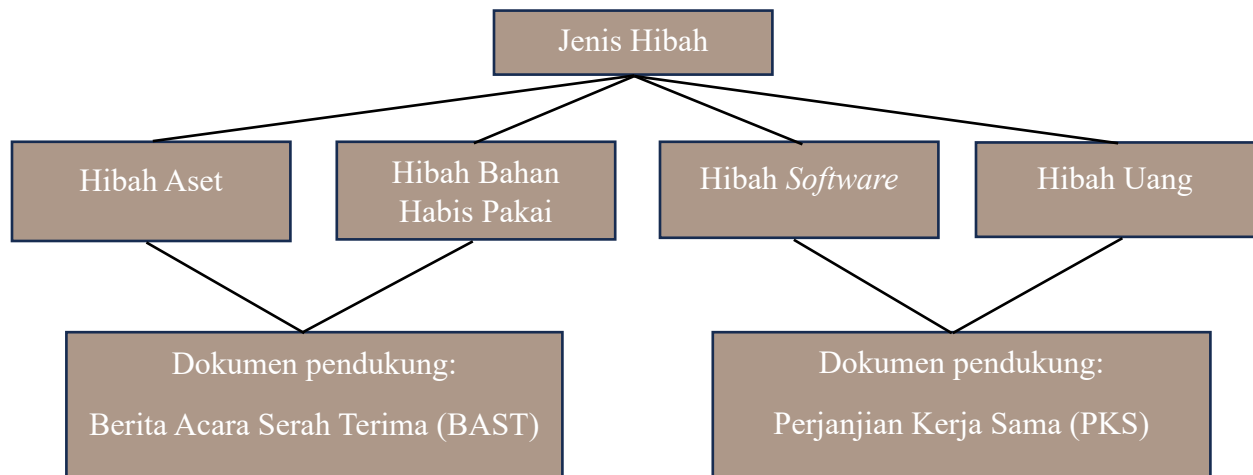 Jenis Hibah
Hibah Aset
Hibah Bahan
Habis Pakai
Hibah Software
Hibah Uang
Dokumen pendukung:
Berita Acara Serah Terima (BAST)
Dokumen pendukung:
Perjanjian Kerja Sama (PKS)